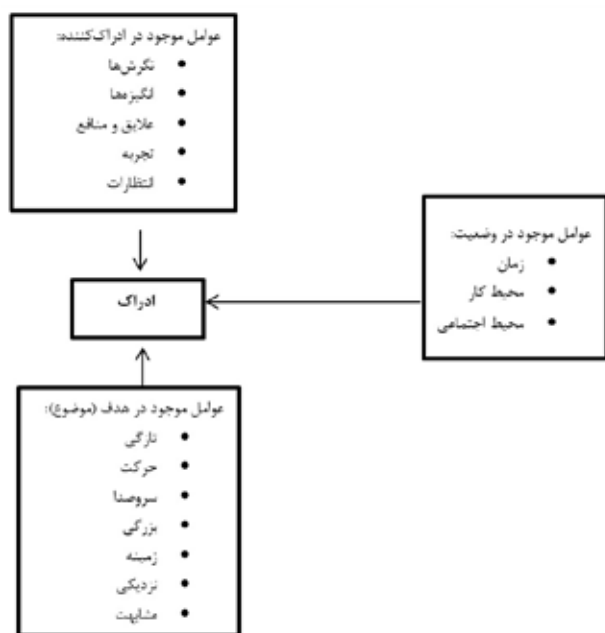 عوامل موجود در ادراک‌کننده:
نگرش‌ها
انگیزه‌ها
علایق و منافع
تجربه
انتظارات
عوامل موجود در وضعیت:
زمان
محیط کار
محیط اجتماعی
ادراک
عوامل موجود در هدف (موضوع):
تازگی
حرکت
سروصدا
بزرگی
زمینه
نزدیکی
مشابهت